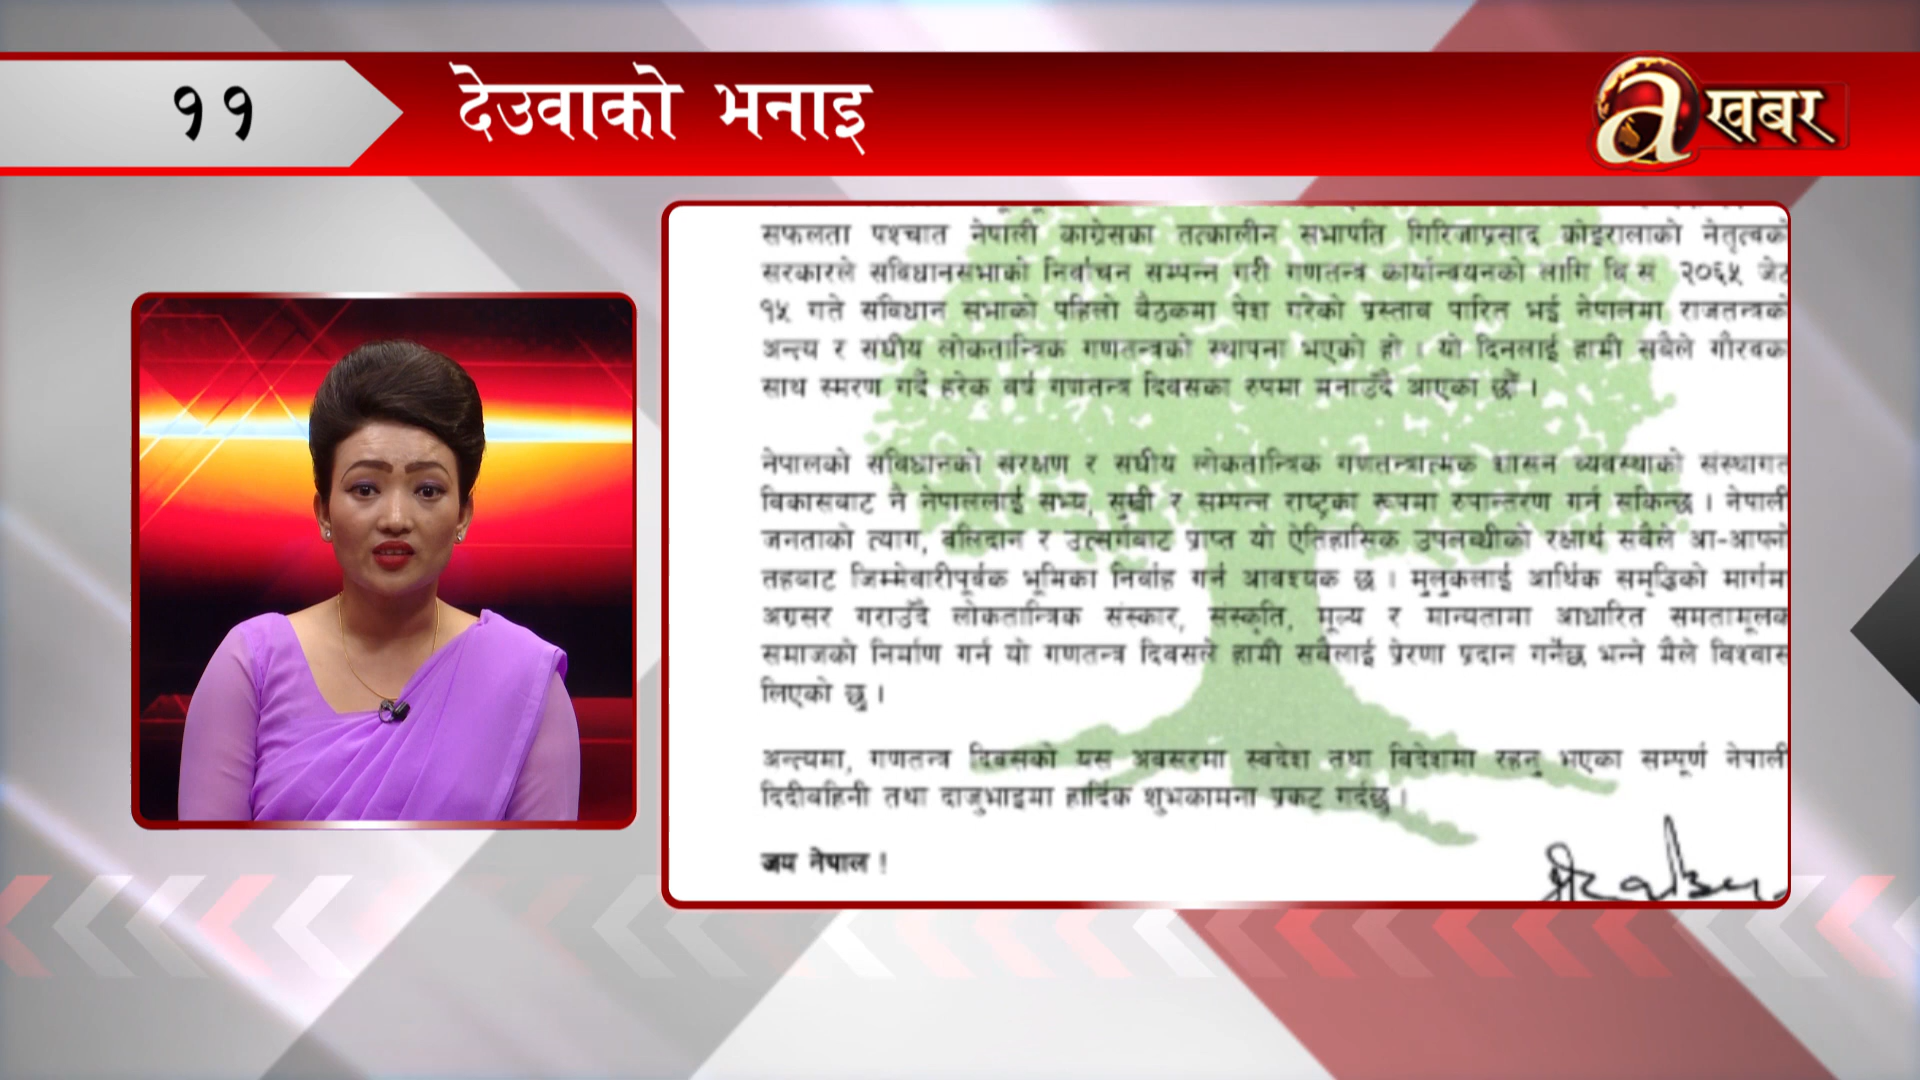 ११
देउवाको भनाइ
a खबर
सफलता पश्चात नेपाली कांग्रेसका तत्कालीन सभापति गिरिजाप्रसाद कोइरालाको नेतृत्वको
सरकारले संविधानसभाको निर्वाचन सम्पन्न गरी गणतन्त्र कार्यान्वयनको लागि वि.स. २०६५ जेठ
१५ गते संविधान सभाको पहिलो बैठकमा पेश गरेको प्रस्ताव पारित भई नेपालमा राजतन्त्रको
अन्त्य र संघीय लोकतान्त्रिक गणतन्त्रको स्थापना भएको हो । यो दिनलाई हामी सबैले गौरवका
साथ स्मरण गर्दै हरेक वर्ष गणतन्त्र दिवसका रुपमा मनाउँदै आएका छौं ।
नेपालको संविधानको संरक्षण र संघीय लोकतान्त्रिक गणतन्त्रात्मक शासन व्यवस्थाको संस्थागत
विकासबाट नै नेपाललाई सभ्य, सुखी र सम्पन्न राष्ट्रका रूपमा रुपान्तरण गर्न सकिन्छ । नेपाली
जनताको त्याग, बलिदान र उत्सर्गबाट प्राप्त यो ऐतिहासिक उपलब्धीको रक्षार्थ सबैले आ-आफ्नो
तहबाट जिम्मेवारीपूर्वक भूमिका निर्वाह गर्न आवश्यक छ । मुलुकलाई आर्थिक समृद्धिको मार्गमा
अग्रसर गराउँदै लोकतान्त्रिक संस्कार, संस्कृति, मूल्य र मान्यतामा आधारित समतामूलक
समाजको निर्माण गर्न यो गणतन्त्र दिवसले हामी सबैलाई प्रेरणा प्रदान गर्नेछ भन्ने मैले विश्वास
लिएको छु ।
अन्त्यमा, गणतन्त्र दिवसको यस अवसरमा स्वदेश तथा विदेशमा रहनु भएका सम्पूर्ण नेपाली
दिदीबहिनी तथा दाजुभाइमा हार्दिक शुभकामना प्रकट गर्दछु ।
जय नेपाल !